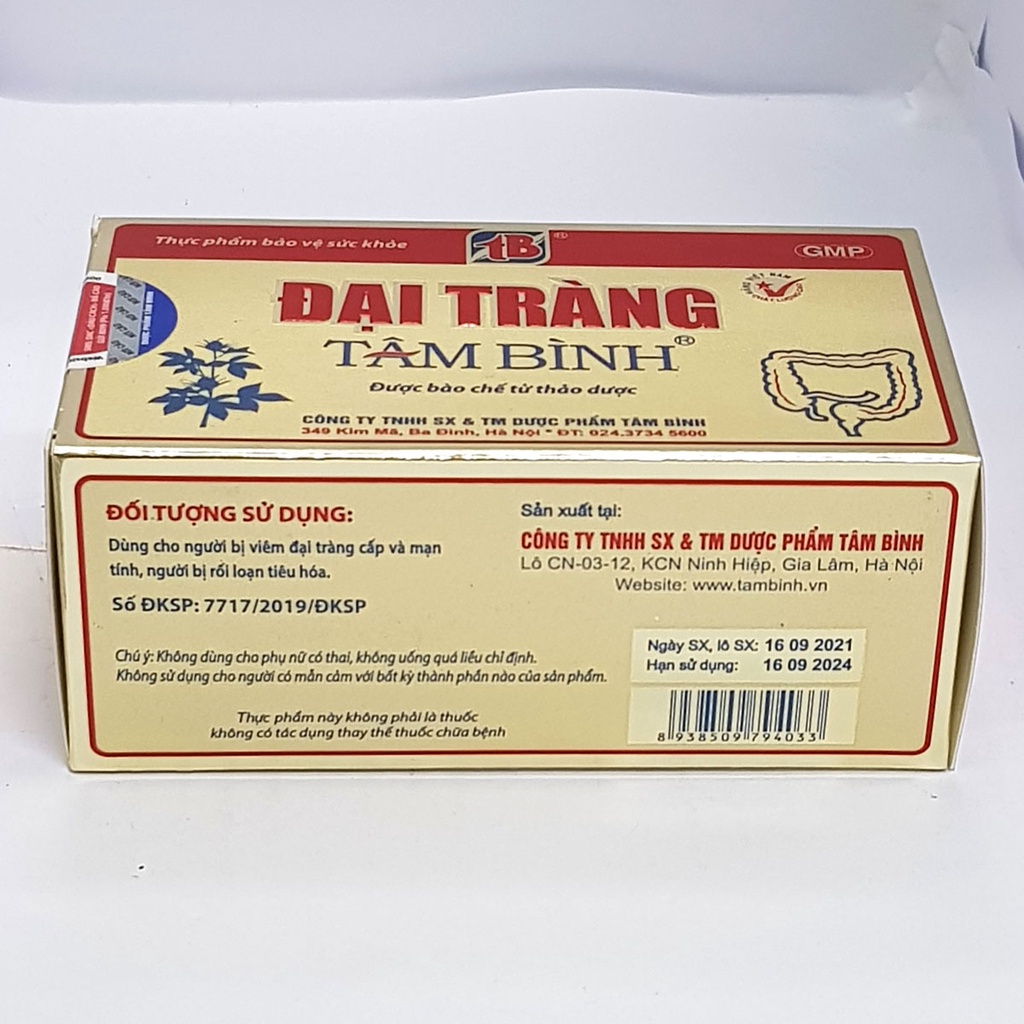 Thực phẩm bảo vệ sức khỏe
tB
®
GMP
ĐẠI TRÀNG
TÂM BÌNH®
Được bào chế từ thảo dược
CÔNG TY TNHH SX & TM DƯỢC PHẨM TÂM BÌNH
349 Kim Mã, Ba Đình, Hà Nội * ĐT: 024.3734 5600
ĐỐI TƯỢNG SỬ DỤNG:
Dùng cho người bị viêm đại tràng cấp và mạn
tính, người bị rối loạn tiêu hóa.
Số ĐKSP: 7717/2019/ĐKSP
Chú ý: Không dùng cho phụ nữ có thai, không uống quá liều chỉ định.
Không sử dụng cho người có mẫn cảm với bất kỳ thành phần nào của sản phẩm.
Thực phẩm này không phải là thuốc
không có tác dụng thay thế thuốc chữa bệnh
Sản xuất tại:
CÔNG TY TNHH SX & TM DƯỢC PHẨM TÂM BÌNH
Lô CN-03-12, KCN Ninh Hiệp, Gia Lâm, Hà Nội
Website: www.tambinh.vn
Ngày SX, lô SX: 16 09 2021
Hạn sử dụng: 16 09 2024
8 938509 794033